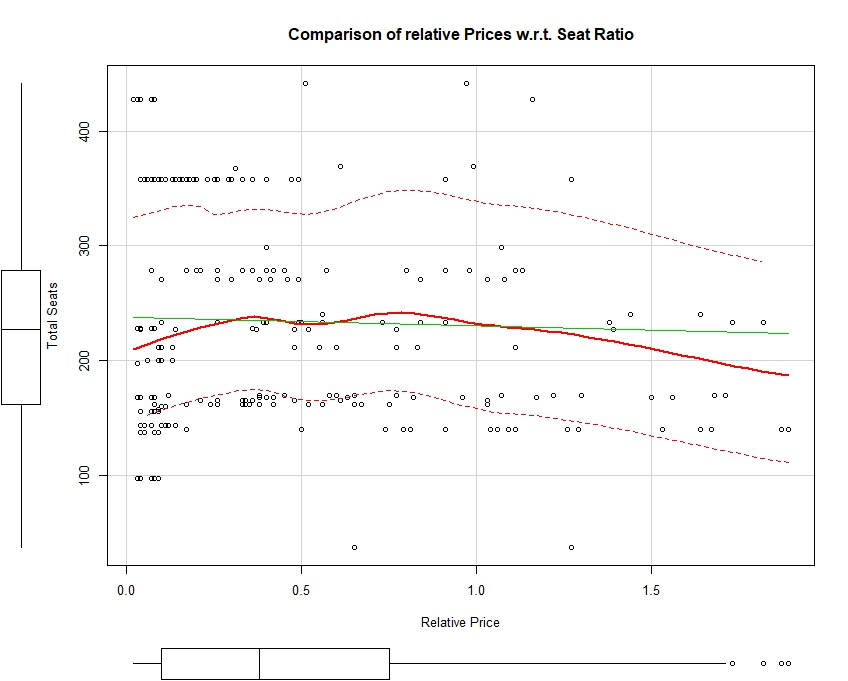 Comparison of relative Prices w.r.t. Seat Ratio
Total Seats
400
300
200
100
0.0 0.5 1.0 1.5
Relative Price